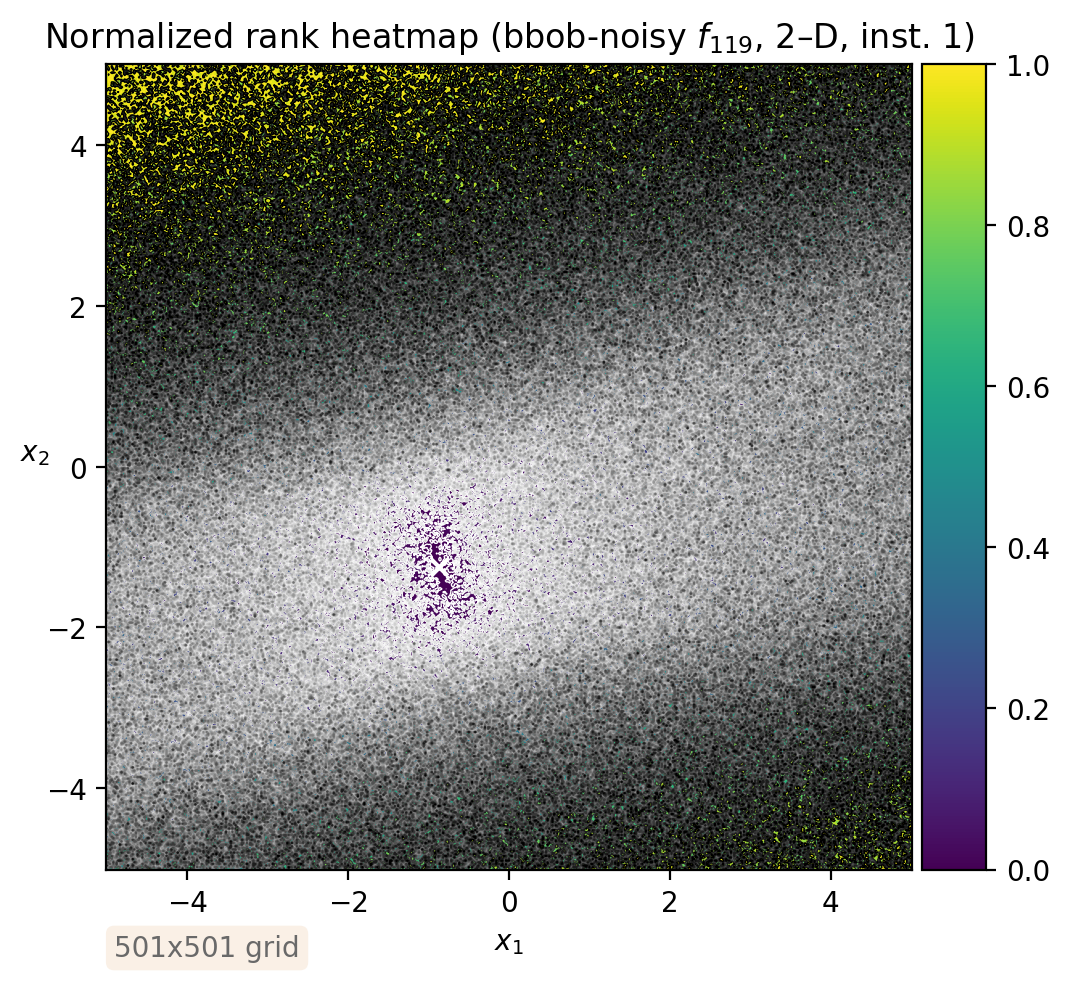 Normalized rank heatmap (bbob-noisy f₁₁₉, 2–D, inst. 1)
1.0
0.8
0.6
0.4
0.2
0.0
4
2
0
−2
−4
x₂
−4 −2 0 2 4
x₁
501x501 grid